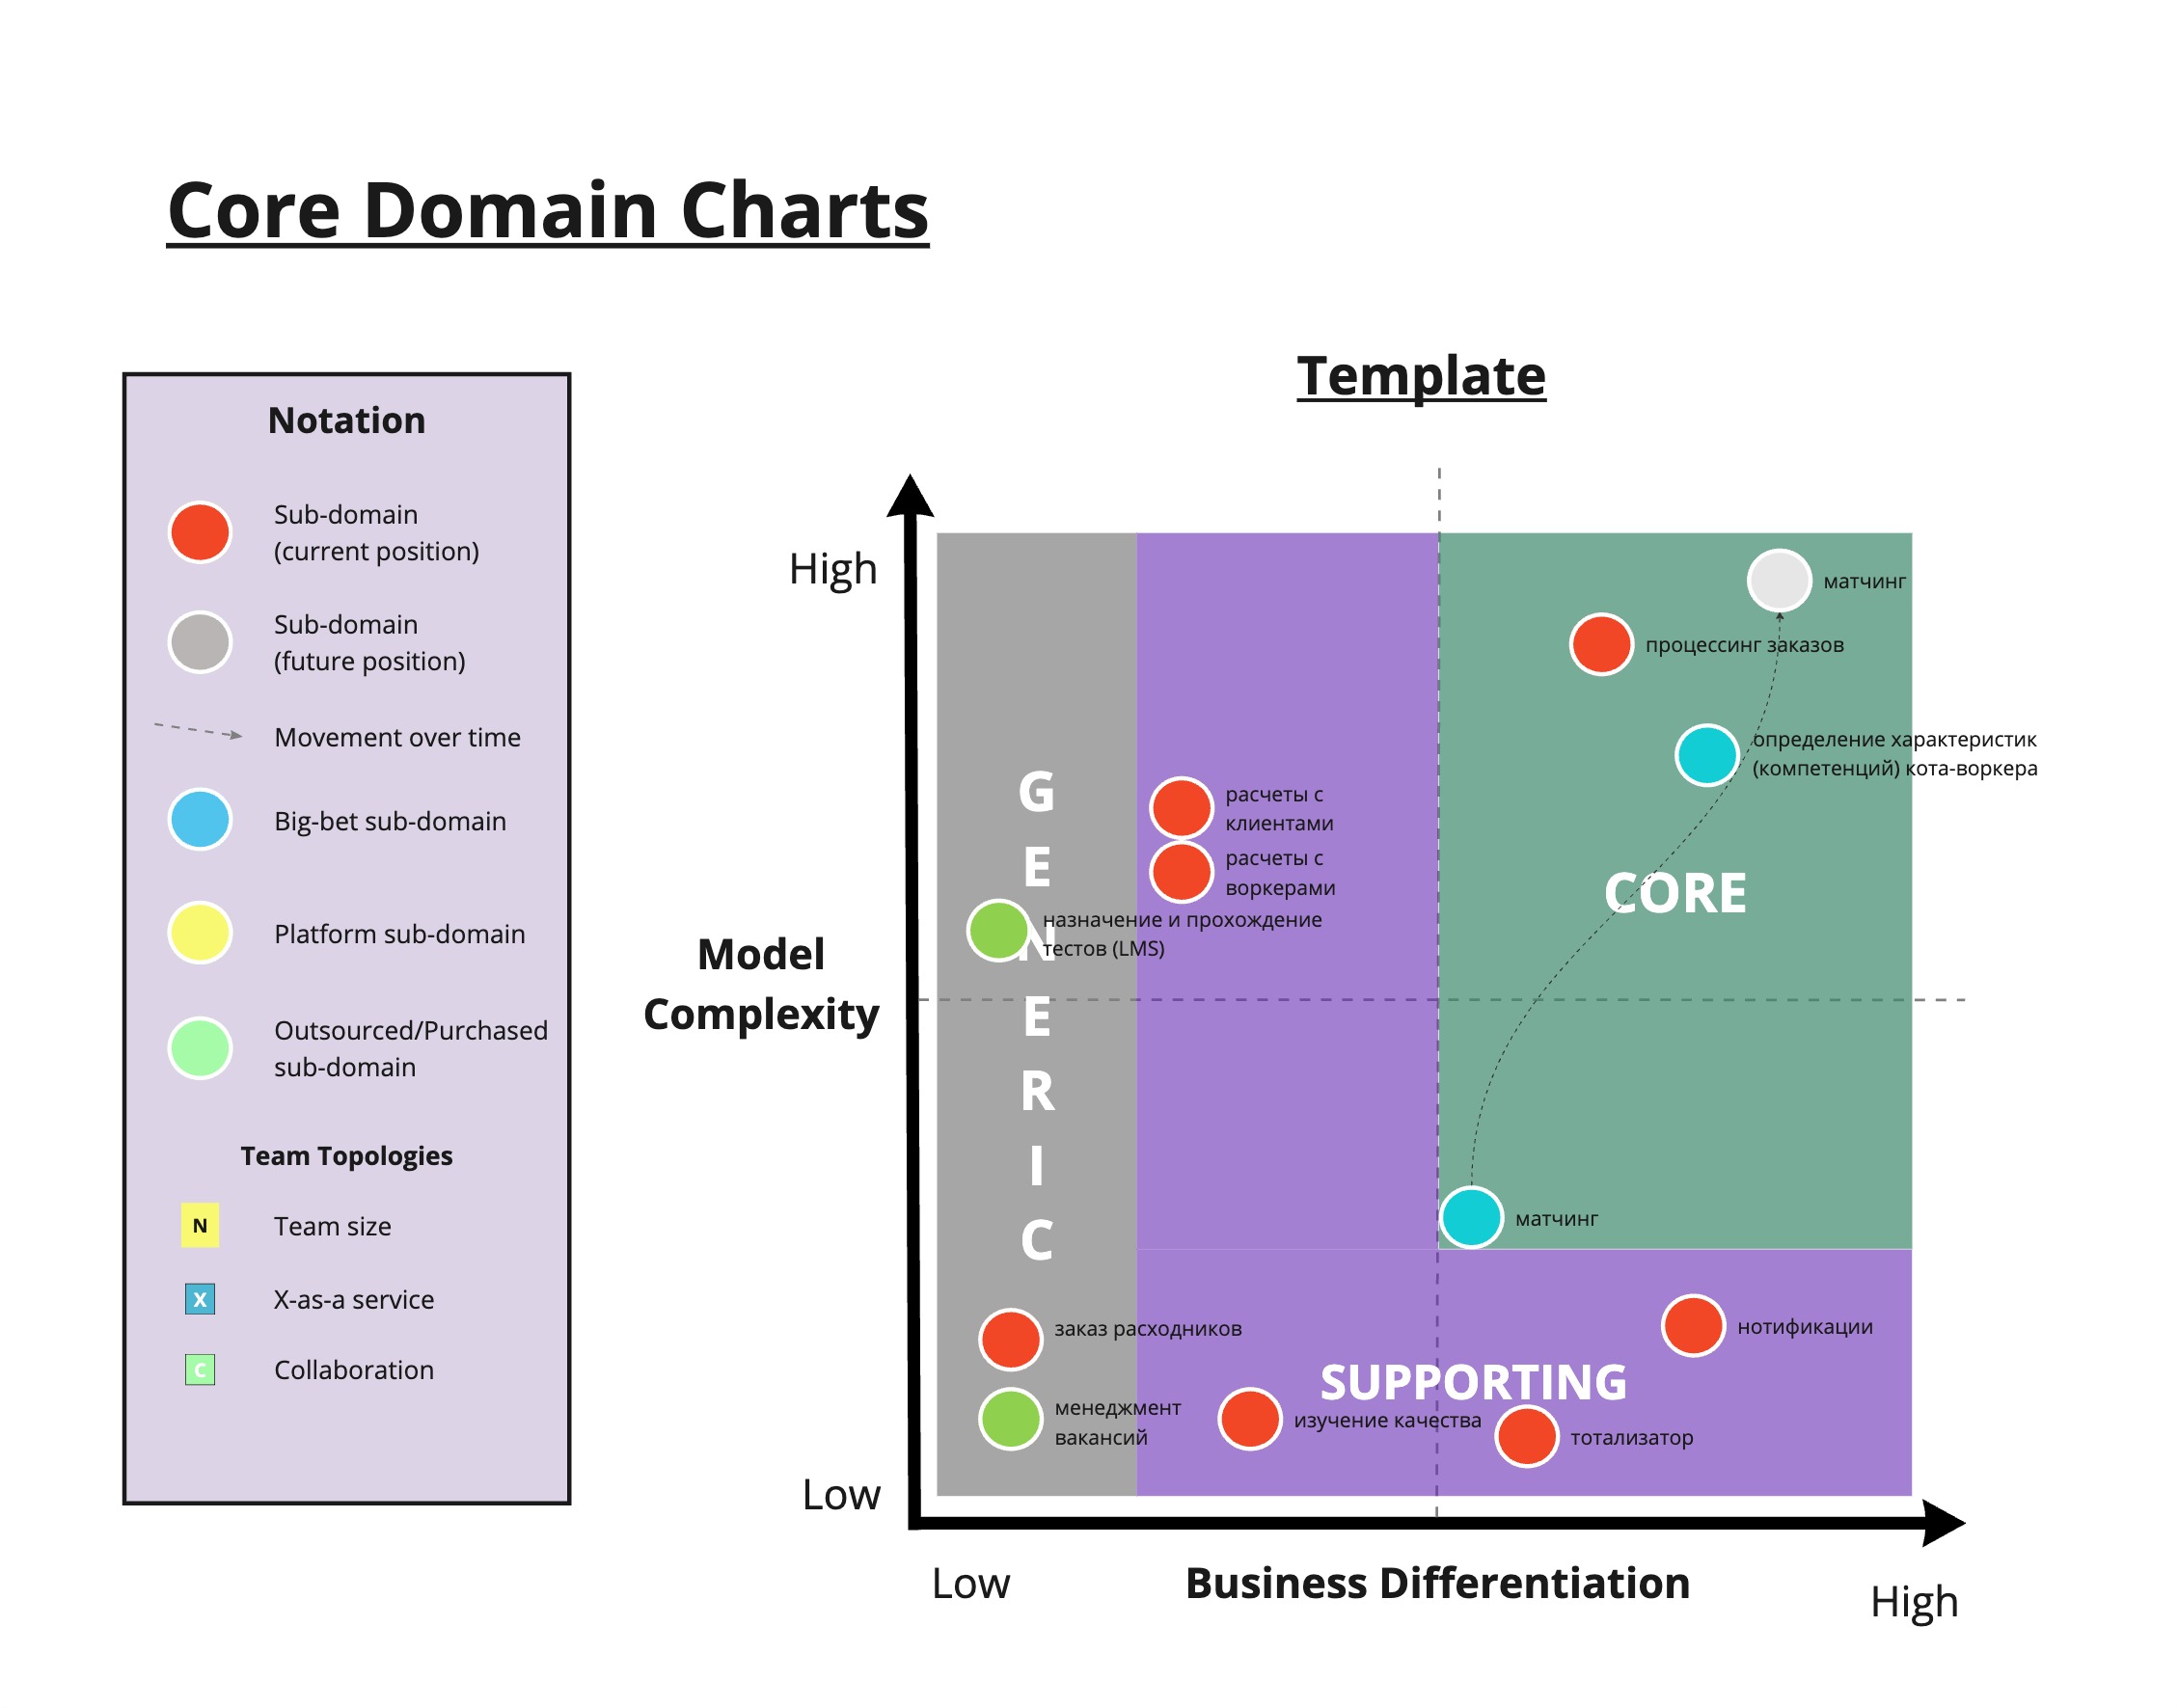 Core Domain Charts
Notation
Sub-domain
(current position)
Sub-domain
(future position)
Movement over time
Big-bet sub-domain
Platform sub-domain
Outsourced/Purchased
sub-domain
Team Topologies
N
Team size
X
X-as-a service
C
Collaboration
Template
High
Model
Complexity
Low
G
E
N
E
R
I
C
матчинг
процессинг заказов
определение характеристик
(компетенций) кота-воркера
расчеты с
клиентами
расчеты с
воркерами
назначение и прохождение
тестов (LMS)
CORE
матчинг
заказ расходников
нотификации
SUPPORTING
менеджмент
вакансий
изучение качества
тотализатор
Low
Business Differentiation
High